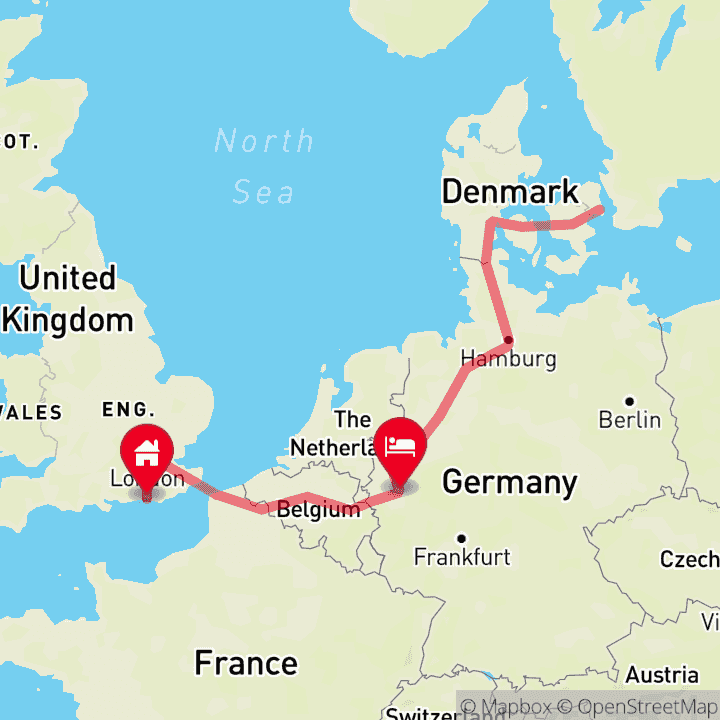 North
Sea
OT.
Denmark
United
Kingdom
Hamburg
WALES
ENG.
Berlin
The
Netherla
London
Germany
Belgium
Frankfurt
Czech
Vi
France
Austria
Switzerland
© Mapbox © OpenStreetMap